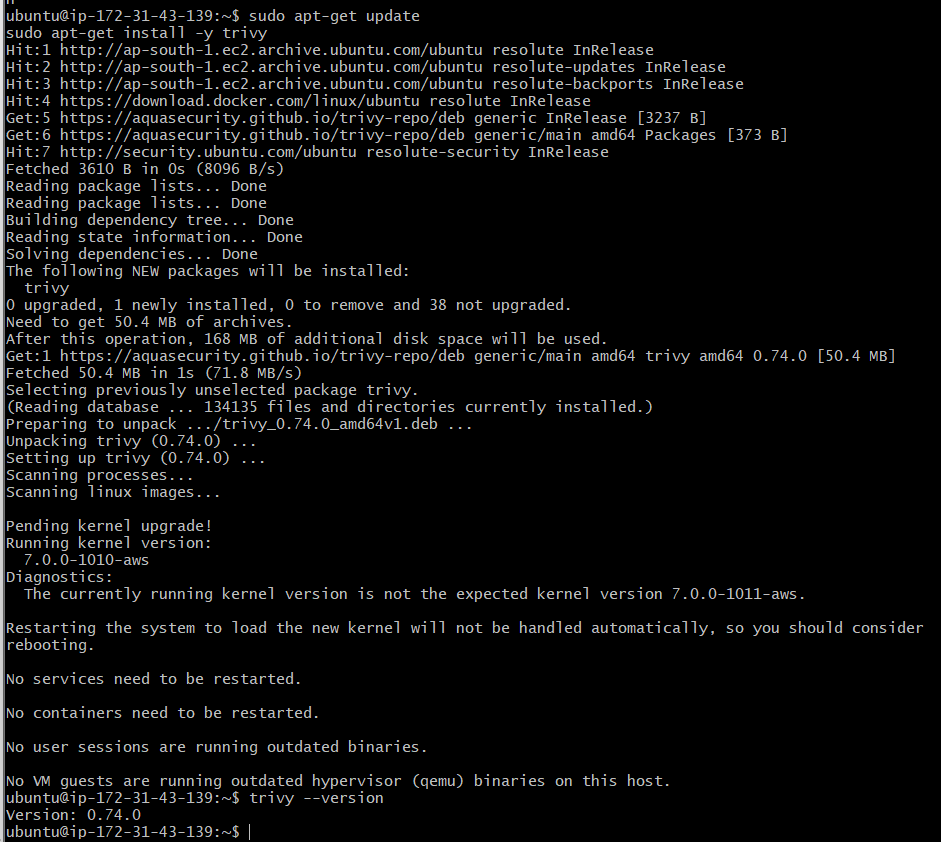 ubuntu@ip-172-31-43-139:~$ sudo apt-get update
sudo apt-get install -y trivy
Hit:1 http://ap-south-1.ec2.archive.ubuntu.com/ubuntu resolute InRelease
Hit:2 http://ap-south-1.ec2.archive.ubuntu.com/ubuntu resolute-updates InRelease
Hit:3 http://ap-south-1.ec2.archive.ubuntu.com/ubuntu resolute-backports InRelease
Hit:4 https://download.docker.com/linux/ubuntu resolute InRelease
Get:5 https://aquasecurity.github.io/trivy-repo/deb generic InRelease [3237 B]
Get:6 https://aquasecurity.github.io/trivy-repo/deb generic/main amd64 Packages [373 B]
Hit:7 http://security.ubuntu.com/ubuntu resolute-security InRelease
Fetched 3610 B in 0s (8096 B/s)
Reading package lists... Done
Reading package lists... Done
Building dependency tree... Done
Reading state information... Done
Solving dependencies... Done
The following NEW packages will be installed:
  trivy
0 upgraded, 1 newly installed, 0 to remove and 38 not upgraded.
Need to get 50.4 MB of archives.
After this operation, 168 MB of additional disk space will be used.
Get:1 https://aquasecurity.github.io/trivy-repo/deb generic/main amd64 trivy amd64 0.74.0 [50.4 MB]
Fetched 50.4 MB in 1s (71.8 MB/s)
Selecting previously unselected package trivy.
(Reading database ... 134135 files and directories currently installed.)
Preparing to unpack .../trivy_0.74.0_amd64v1.deb ...
Unpacking trivy (0.74.0) ...
Setting up trivy (0.74.0) ...
Scanning processes...
Scanning linux images...

Pending kernel upgrade!
Running kernel version:
  7.0.0-1010-aws
Diagnostics:
  The currently running kernel version is not the expected kernel version 7.0.0-1011-aws.

Restarting the system to load the new kernel will not be handled automatically, so you should consider
rebooting.

No services need to be restarted.

No containers need to be restarted.

No user sessions are running outdated binaries.

No VM guests are running outdated hypervisor (qemu) binaries on this host.
ubuntu@ip-172-31-43-139:~$ trivy --version
Version: 0.74.0
ubuntu@ip-172-31-43-139:~$